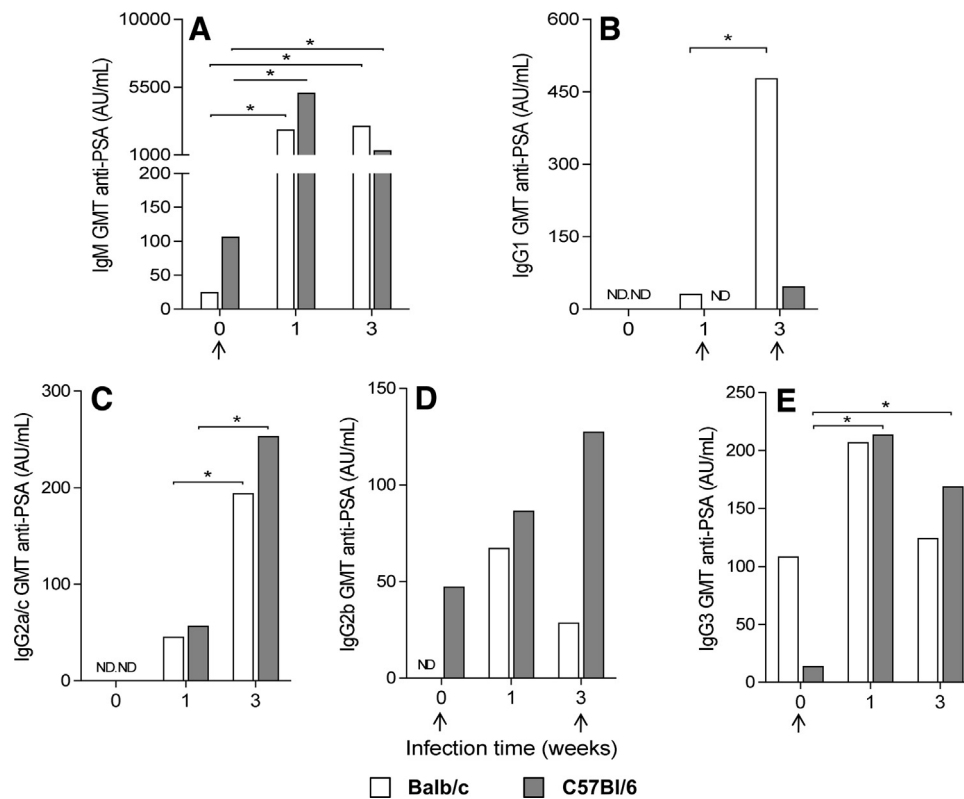 A
IgM GMT anti-PSA (AU/mL)
10000
5500
1000
200
150
100
50
0
* * * *
0 1 3
B
IgG1 GMT anti-PSA (AU/mL)
600
450
300
150
0
*
ND.ND ND
0 1 3
C
IgG2a/c GMT anti-PSA (AU/mL)
300
200
100
0
* *
ND.ND
0 1 3
D
IgG2b GMT anti-PSA (AU/mL)
150
100
50
0
ND
0 1 3
E
IgG3 GMT anti-PSA (AU/mL)
250
200
150
100
50
0
* *
0 1 3
Infection time (weeks)
Balb/c C57Bl/6